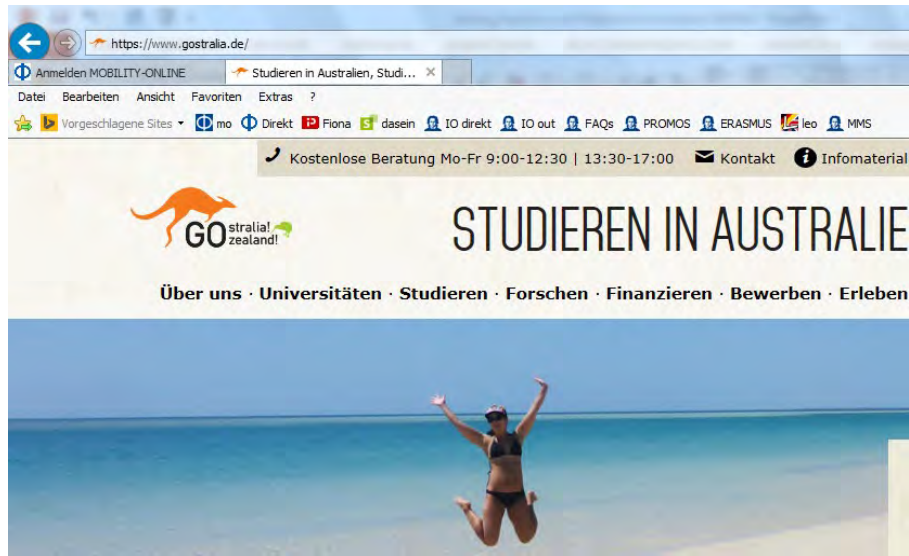 https://www.gostralia.de/
Anmelden MOBILITY-ONLINE Studieren in Australien, Studi...
Datei Bearbeiten Ansicht Favoriten Extras ?
Vorgeschlagene Sites mo Direkt Fiona dasein IO direkt IO out FAQs PROMOS ERASMUS leo MMS
Kostenlose Beratung Mo-Fr 9:00-12:30 | 13:30-17:00 Kontakt Infomaterial
GO stralia!
zealand!
STUDIEREN IN AUSTRALIE
Über uns · Universitäten · Studieren · Forschen · Finanzieren · Bewerben · Erleben